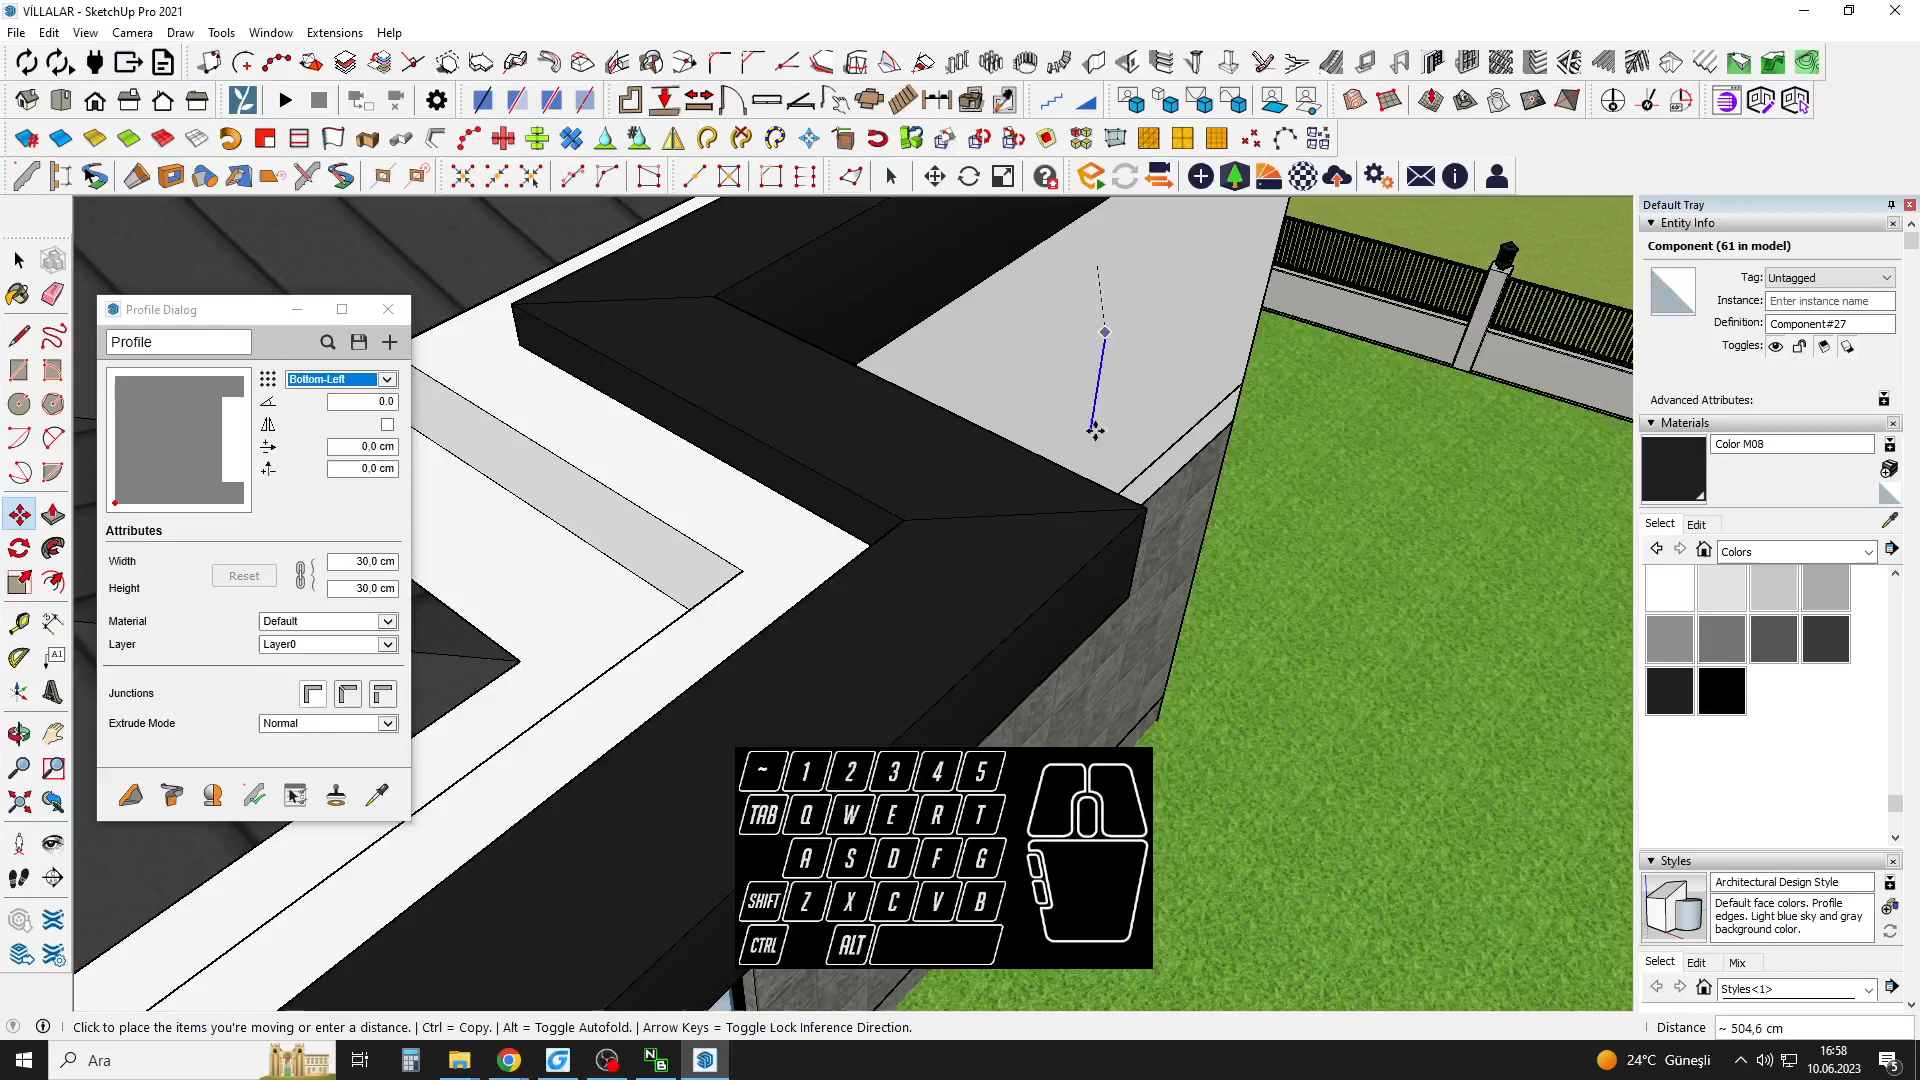 VİLLALAR - SketchUp Pro 2021
File Edit View Camera Draw Tools Window Extensions Help
Default Tray
Entity Info
Component (61 in model)
Tag: Untagged
Instance: Enter instance name
Definition: Component#27
Toggles:
Advanced Attributes:
Materials
Color M08
Select Edit
Colors
Styles
Architectural Design Style
Default face colors. Profile edges. Light blue sky and gray background color.
Select Edit Mix
Styles<1>
Profile Dialog
Profile
Bottom-Left
0.0
0,0 cm
0,0 cm
Attributes
Width 30,0 cm
Reset
Height 30,0 cm
Material Default
Layer Layer0
Junctions
Extrude Mode Normal
A1
~ 1 2 3 4 5
TAB Q W E R T
A S D F G
SHIFT Z X C V B
CTRL ALT
Click to place the items you're moving or enter a distance. | Ctrl = Copy. | Alt = Toggle Autofold. | Arrow Keys = Toggle Lock Inference Direction.
Distance ~ 504,6 cm
Ara
24°C Güneşli
16:58
10.06.2023
5